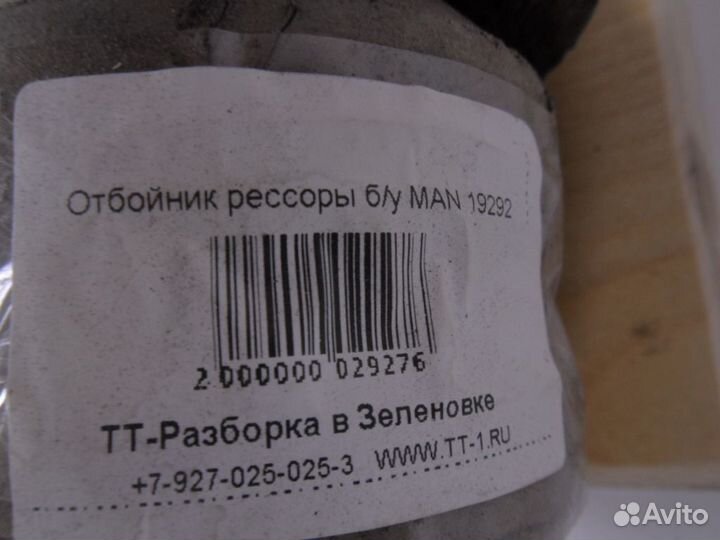 Отбойник рессоры б/у MAN 19292
2 000000 029276
ТТ-Разборка в Зеленовке
+7-927-025-025-3 WWW.TT-1.RU
Avito